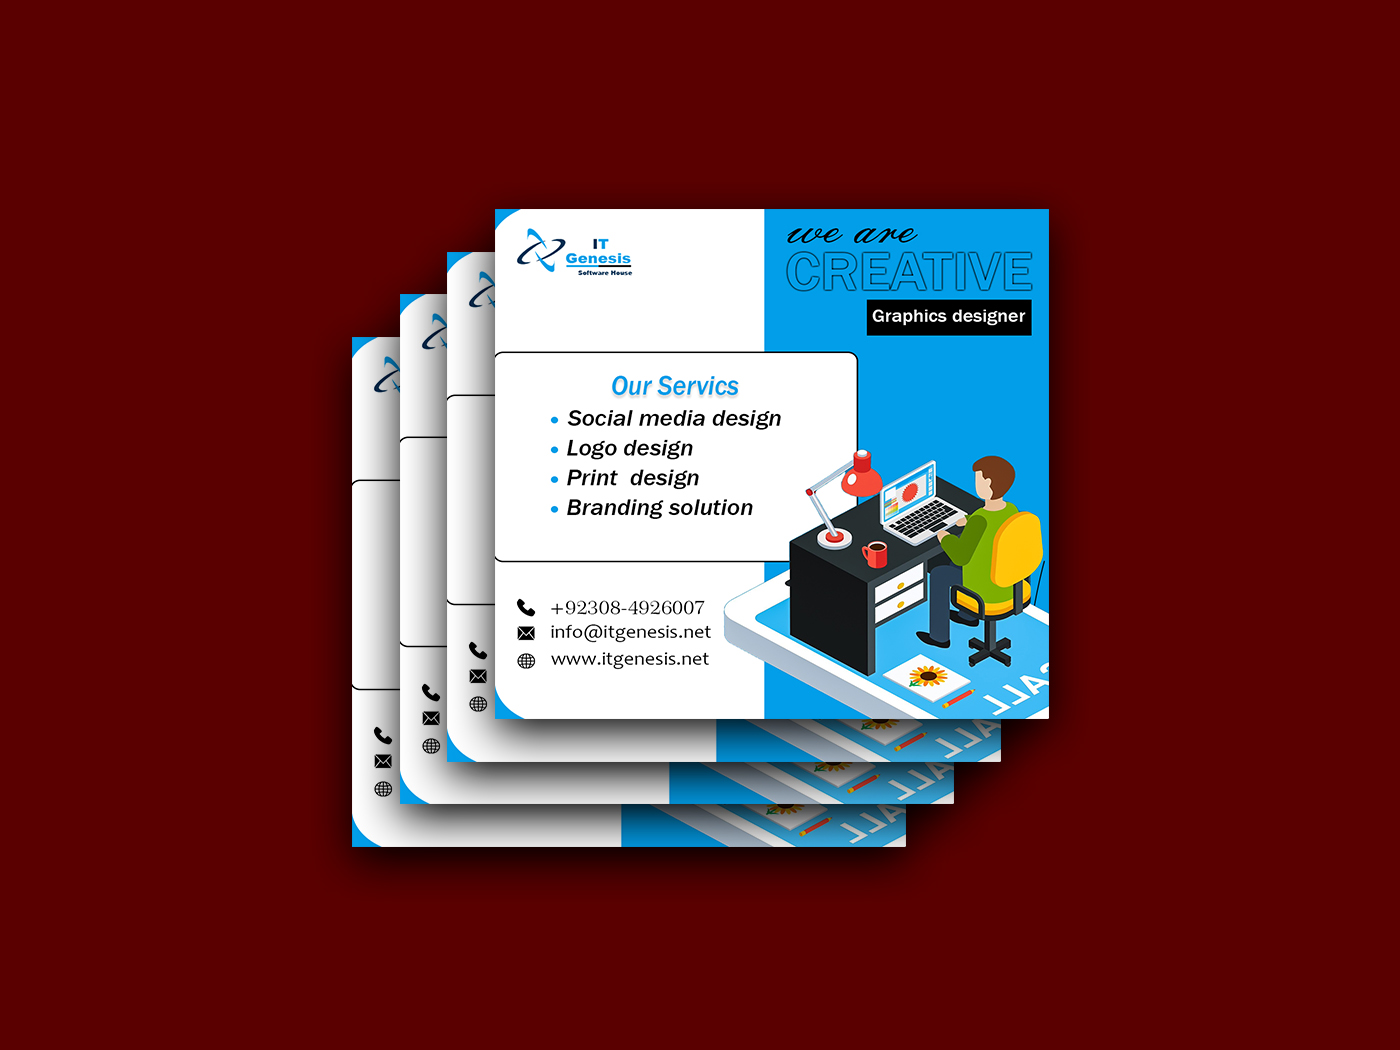 IT
Genesis
Software House
we are
CREATIVE
Graphics designer
Our Servics
Social media design
Logo design
Print design
Branding solution
+92308-4926007
info@itgenesis.net
www.itgenesis.net